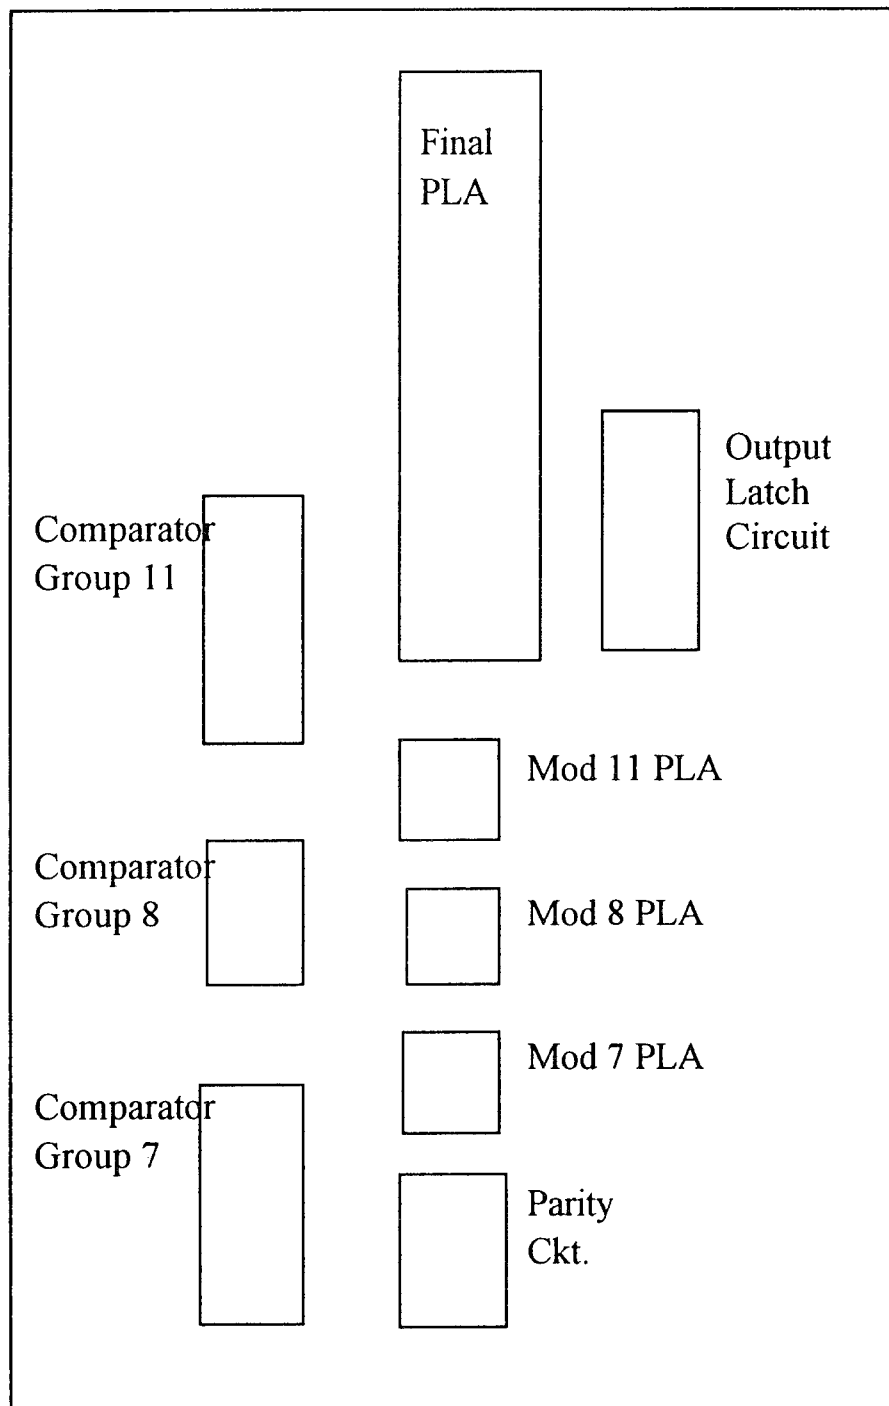 Final
PLA
Output
Latch
Circuit
Comparator
Group 11
Mod 11 PLA
Comparator
Group 8
Mod 8 PLA
Mod 7 PLA
Comparator
Group 7
Parity
Ckt.